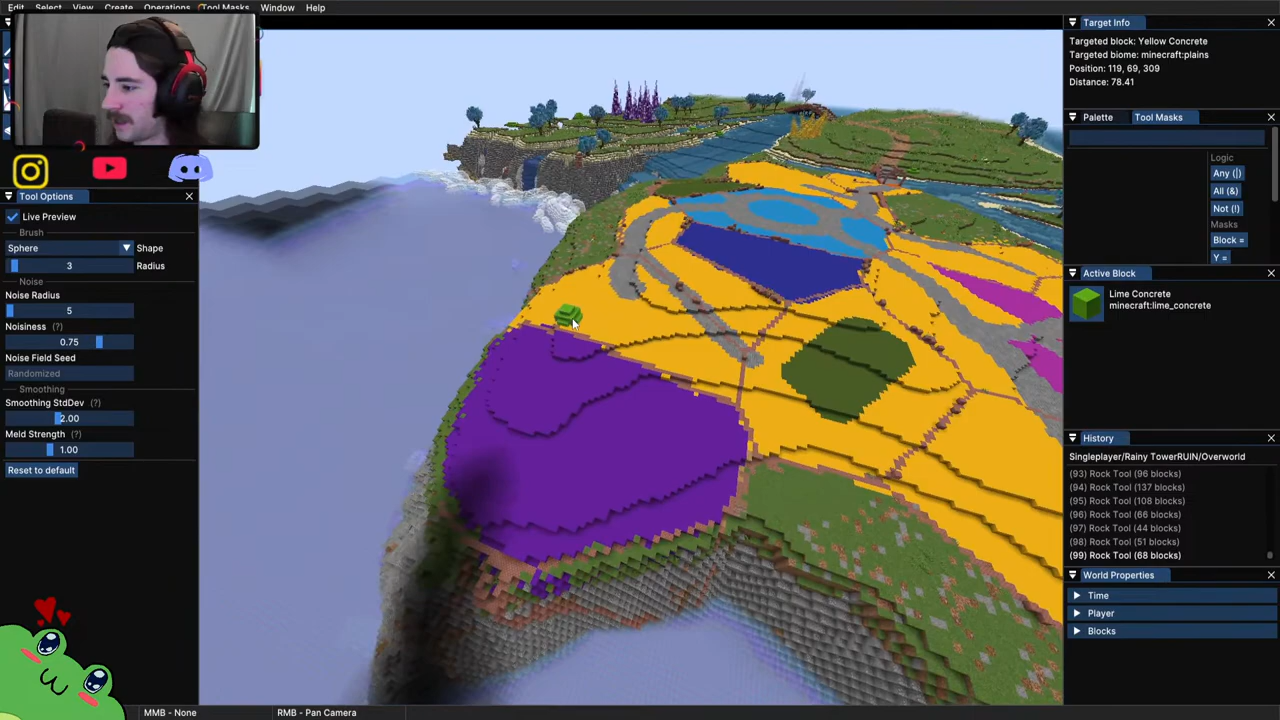 Edit Select View Create Operations Tool Masks Window Help
Tool Options
Live Preview
Brush
Sphere Shape
3 Radius
Noise
Noise Radius
5
Noisiness (?)
0.75
Noise Field Seed
Randomized
Smoothing
Smoothing StdDev (?)
2.00
Meld Strength (?)
1.00
Reset to default
Target Info
Targeted block: Yellow Concrete
Targeted biome: minecraft:plains
Position: 119, 69, 309
Distance: 78.41
Palette Tool Masks
Logic
Any (|)
All (&)
Not (!)
Masks
Block =
Y =
Active Block
Lime Concrete
minecraft:lime_concrete
History
Singleplayer/Rainy TowerRUIN/Overworld
(93) Rock Tool (96 blocks)
(94) Rock Tool (137 blocks)
(95) Rock Tool (108 blocks)
(96) Rock Tool (66 blocks)
(97) Rock Tool (44 blocks)
(98) Rock Tool (51 blocks)
(99) Rock Tool (68 blocks)
World Properties
Time
Player
Blocks
MMB - None RMB - Pan Camera